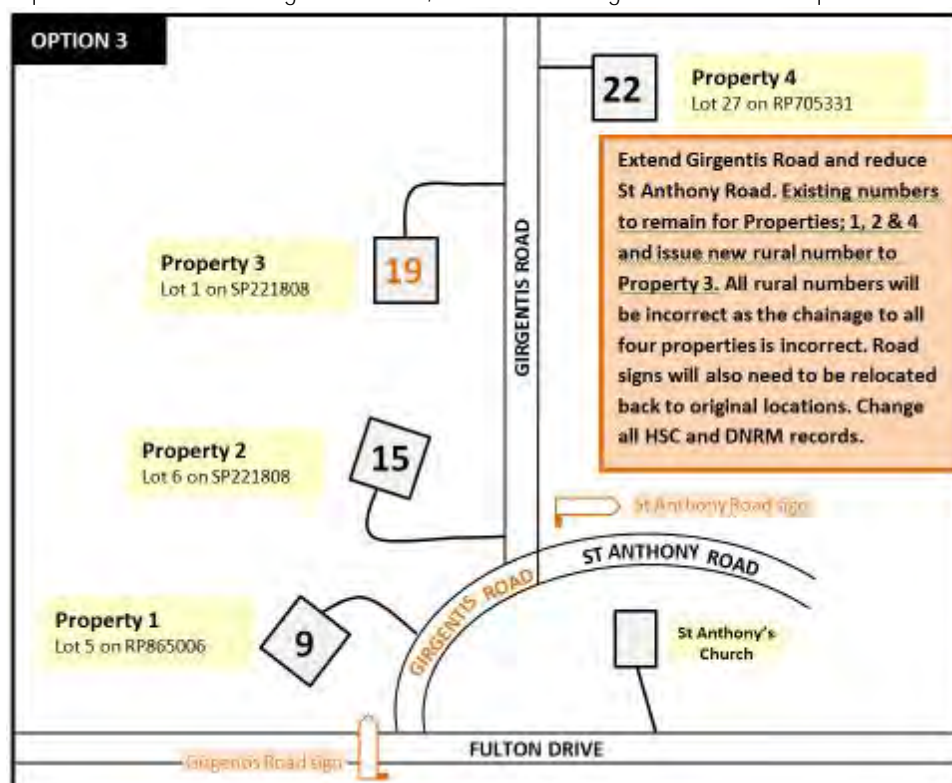 OPTION 3
22
Property 4
Lot 27 on RP705331
Extend Girgentis Road and reduce
St Anthony Road. Existing numbers
to remain for Properties; 1, 2 & 4
and issue new rural number to
Property 3. All rural numbers will
be incorrect as the chainage to all
four properties is incorrect. Road
signs will also need to be relocated
back to original locations. Change
all HSC and DNRM records.
Property 3
Lot 1 on SP221808
19
GIRGENTIS ROAD
Property 2
Lot 6 on SP221808
15
St Anthony Road sign
ST ANTHONY ROAD
GIRGENTIS ROAD
Property 1
Lot 5 on RP865006
9
St Anthony's
Church
FULTON DRIVE
Girgentis Road sign